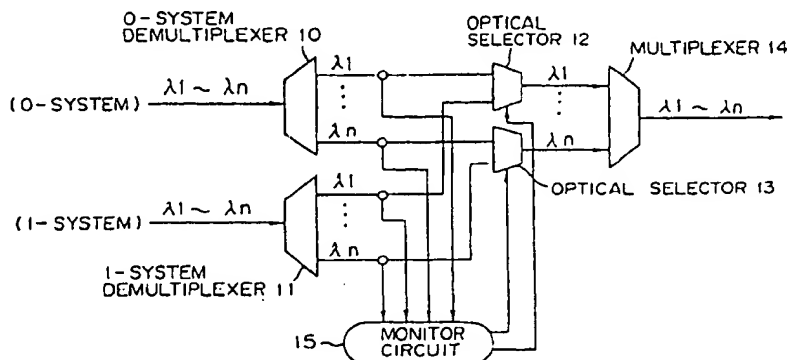 0-SYSTEM
DEMULTIPLEXER 10
OPTICAL
SELECTOR 12
MULTIPLEXER 14
(0-SYSTEM)
λ1 ~ λn
λ1
λn
λ1
λn
λ1 ~ λn
OPTICAL SELECTOR 13
(1-SYSTEM)
λ1 ~ λn
λ1
λn
1-SYSTEM
DEMULTIPLEXER 11
15
MONITOR
CIRCUIT